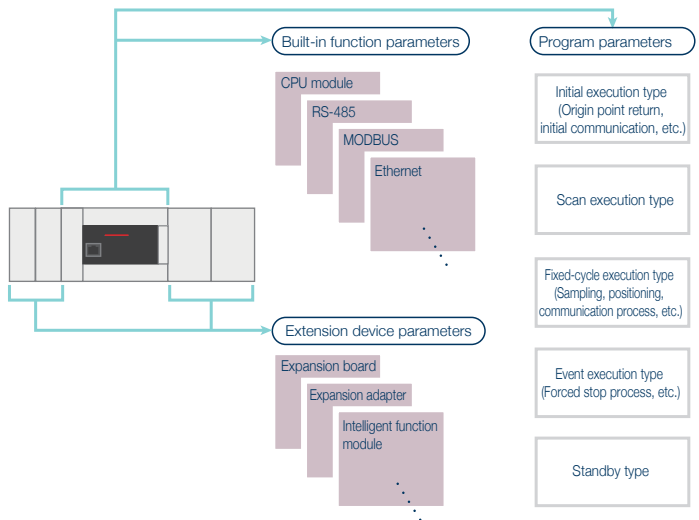 Built-in function parameters
CPU module
RS-485
MODBUS
Ethernet
Extension device parameters
Expansion board
Expansion adapter
Intelligent function
module
Program parameters
Initial execution type
(Origin point return,
initial communication, etc.)
Scan execution type
Fixed-cycle execution type
(Sampling, positioning,
communication process, etc.)
Event execution type
(Forced stop process, etc.)
Standby type